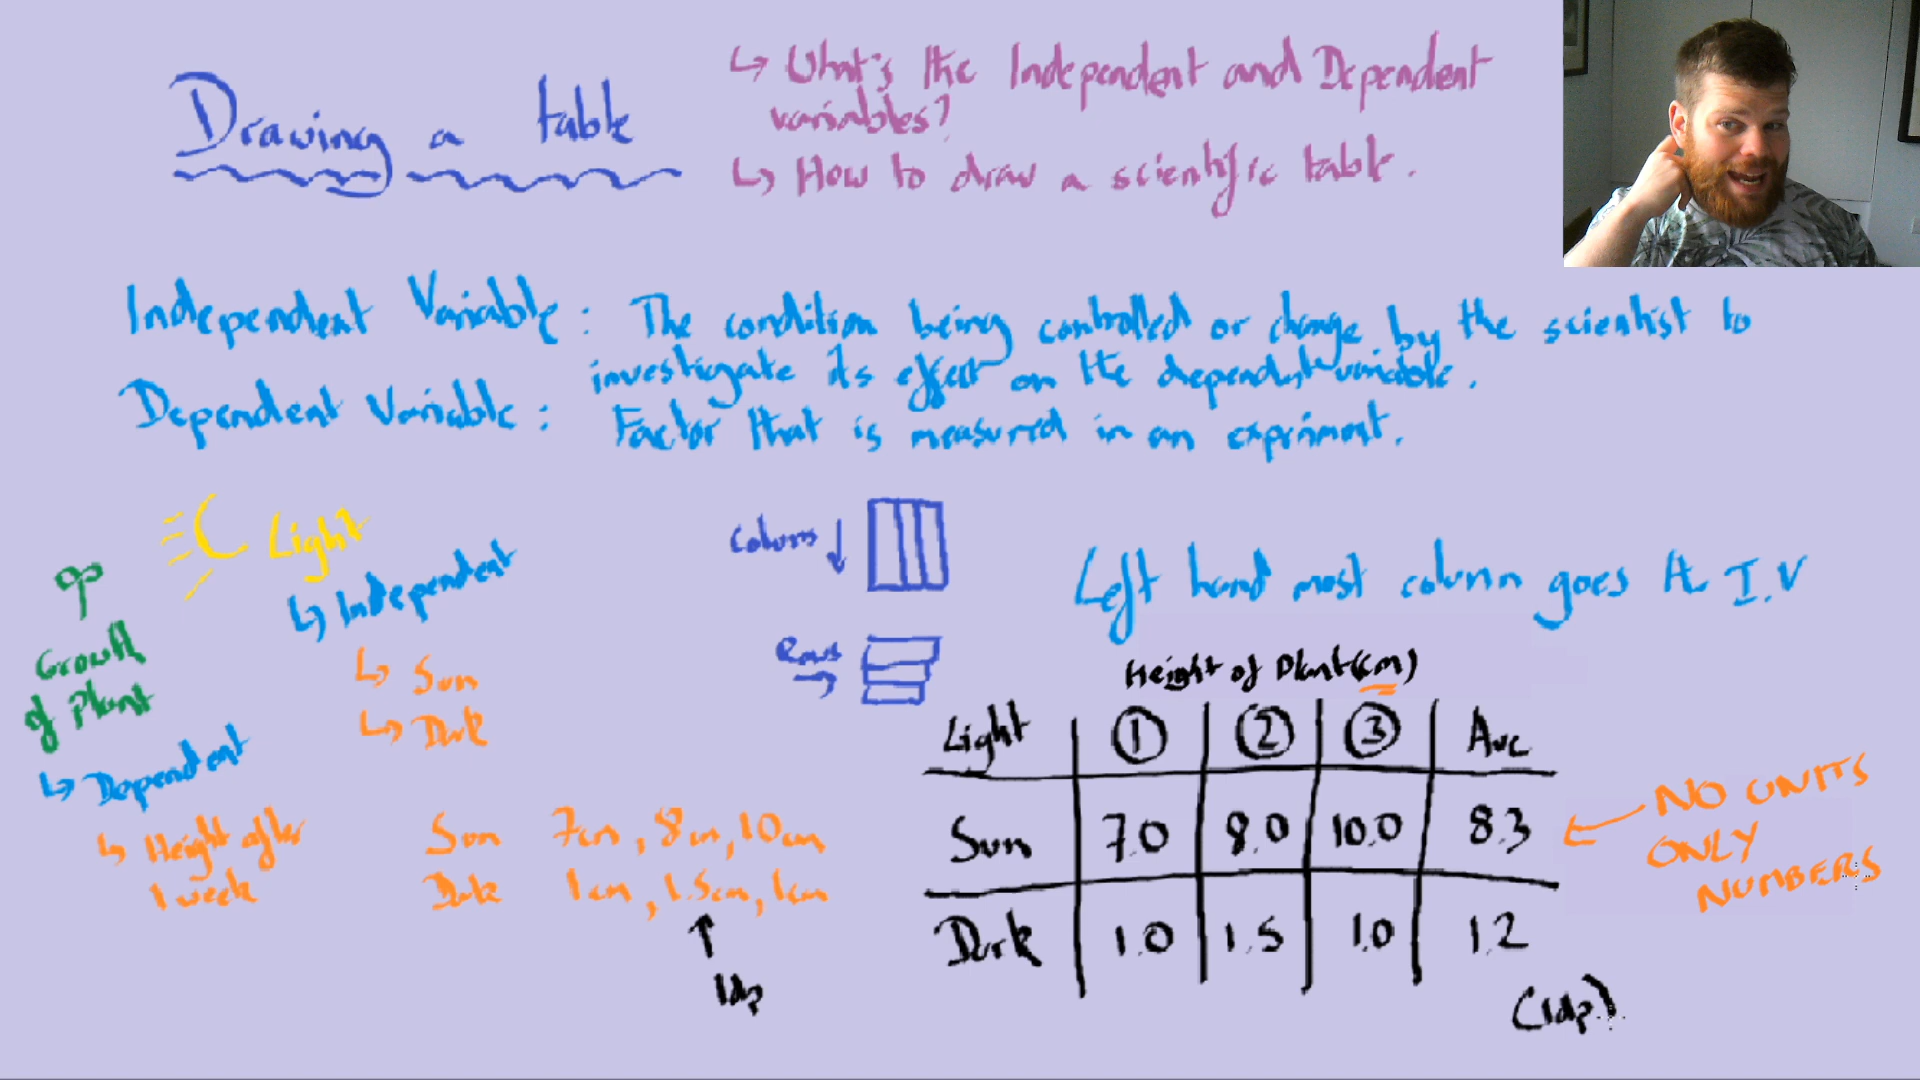 Drawing a table
↳ What's the Independent and Dependent
variables?
↳ How to draw a scientific table.
Independent Variable : The condition being controlled or change by the scientist to
investigate its effect on the dependent variable.
Dependent Variable : Factor that is measured in an expriment.
Light
↳ Independent
↳ Sun
↳ Dark
Growth
of Plant
↳ Dependent
↳ Height after
1 week
Sun 7cm, 8cm, 10cm
Dark 1cm, 1.5cm, 1cm
↑
1dp
Colums ↓
Rows →
Left hand most column goes the I.V
Height of Plant (cm)
Light ① ② ③ Ave
Sun 7.0 8.0 10.0 8.3
Dark 1.0 1.5 1.0 1.2
(1dp)
← NO UNITS
ONLY
NUMBERS